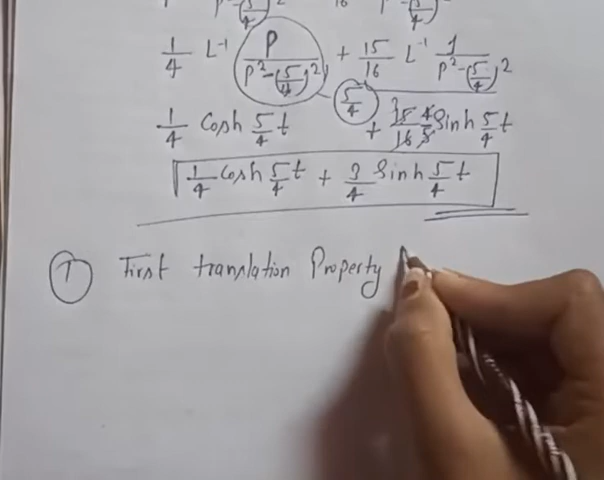 1/4 L⁻¹ P/(P²-(5/4)²) + 15/16 L⁻¹ 1/(P²-(5/4)²)
5/4
1/4 Cosh 5/4 t + 15/16 4/5 Sinh 5/4 t
1/4 Cosh 5/4 t + 3/4 Sinh 5/4 t
① First translation Property